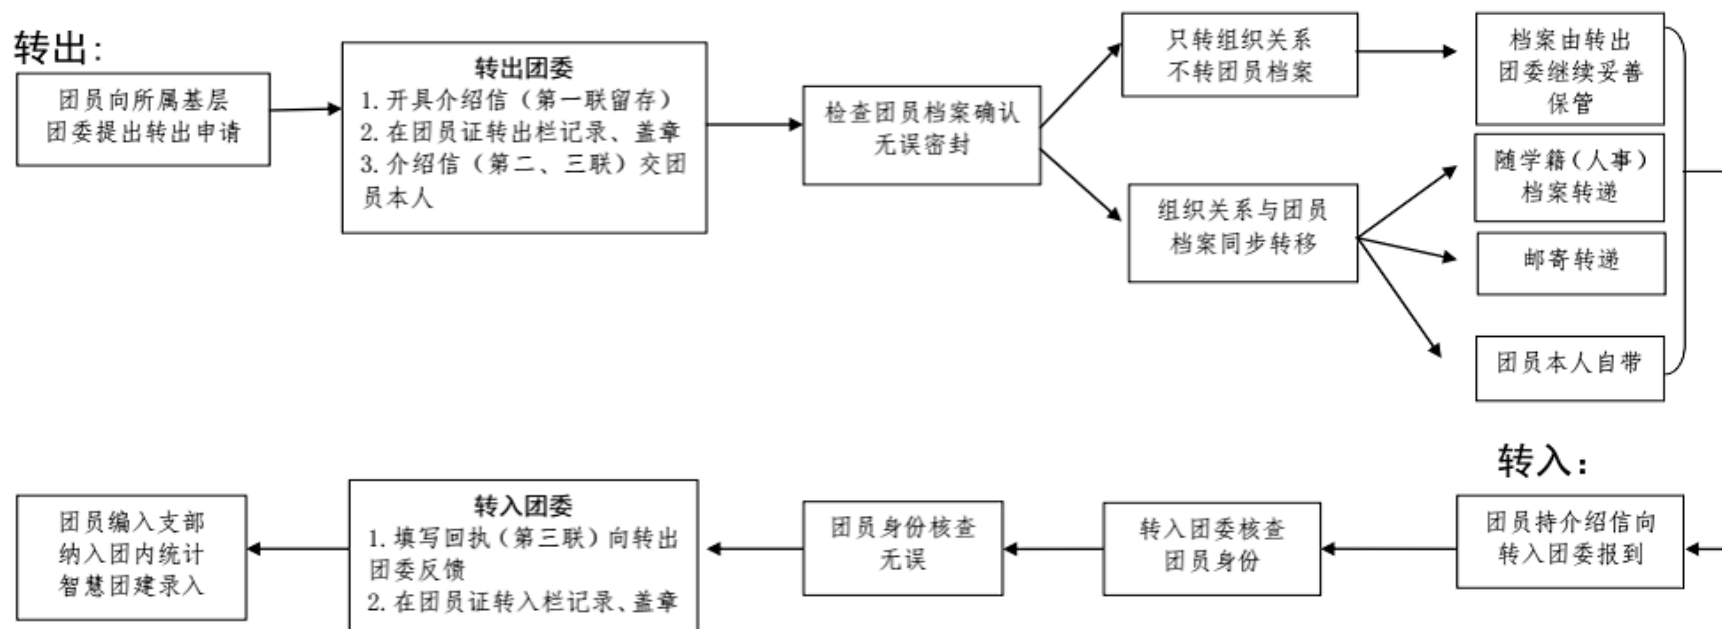 转出：
团员向所属基层
团委提出转出申请
转出团委
1.开具介绍信（第一联留存）
2.在团员证转出栏记录、盖章
3.介绍信（第二、三联）交团
员本人
检查团员档案确认
无误密封
只转组织关系
不转团员档案
组织关系与团员
档案同步转移
档案由转出
团委继续妥善
保管
随学籍（人事）
档案转递
邮寄转递
团员本人自带
转入：
团员持介绍信向
转入团委报到
转入团委核查
团员身份
团员身份核查
无误
转入团委
1.填写回执（第三联）向转出
团委反馈
2.在团员证转入栏记录、盖章
团员编入支部
纳入团内统计
智慧团建录入